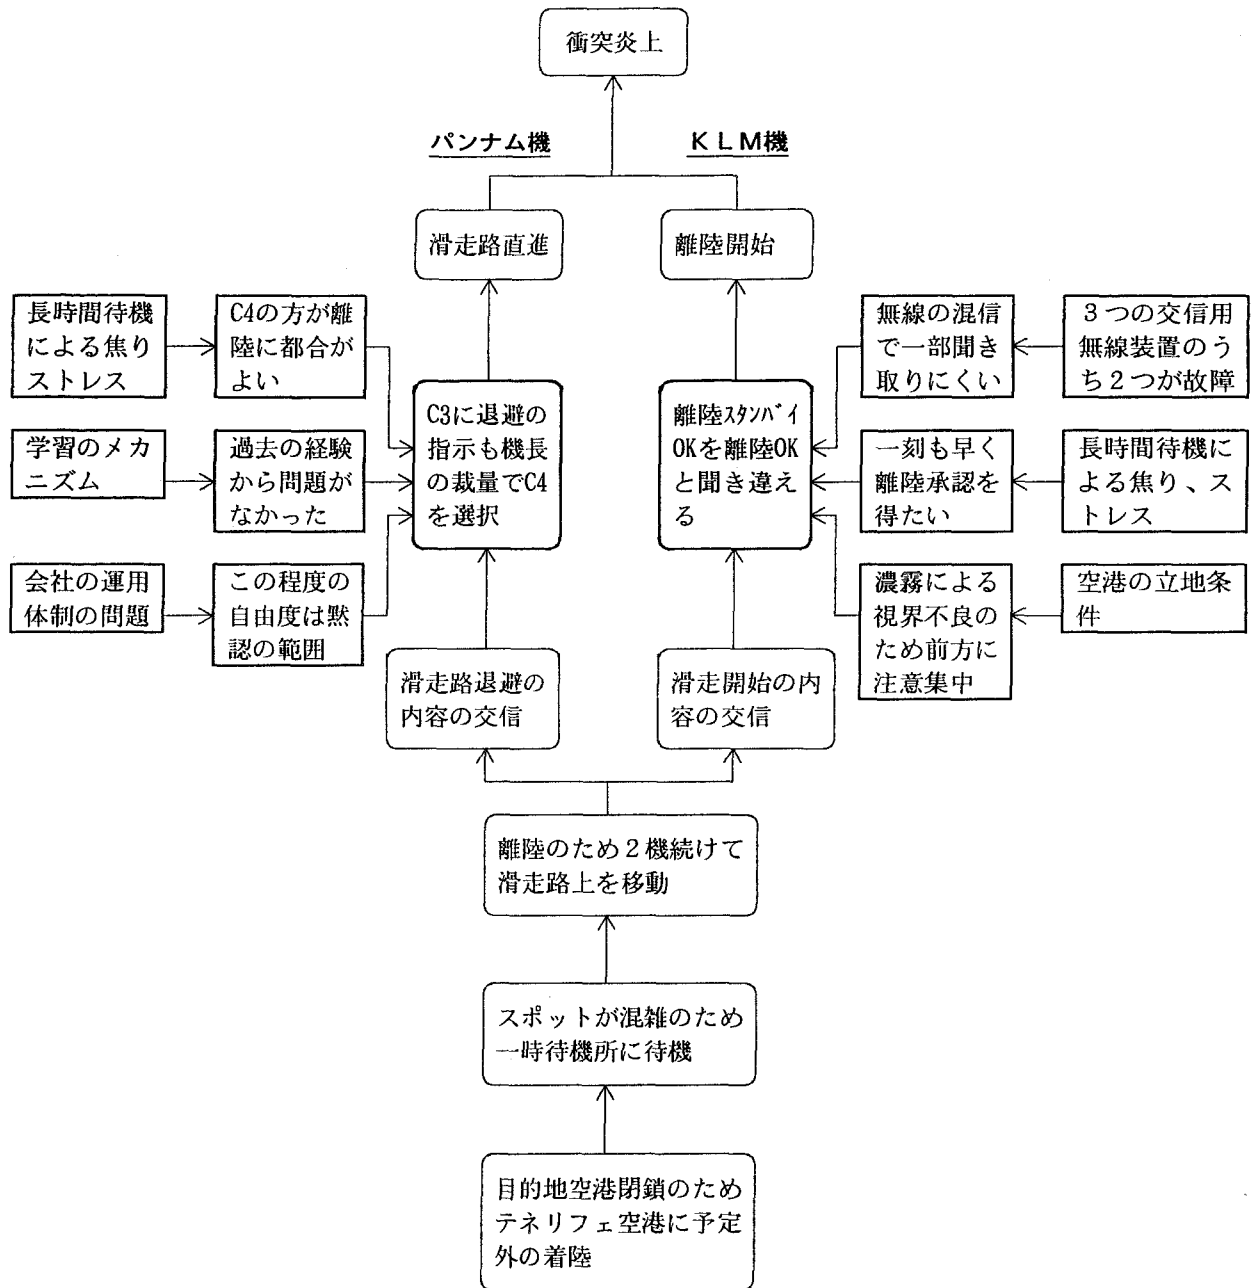 衝突炎上
パンナム機
ＫＬＭ機
滑走路直進
離陸開始
長時間待機
による焦り
ストレス
C4の方が離
陸に都合が
よい
無線の混信
で一部聞き
取りにくい
３つの交信用
無線装置のう
ち２つが故障
C3に退避の
指示も機長
の裁量でC4
を選択
離陸ｽﾀﾝﾊﾞｲ
OKを離陸OK
と聞き違え
る
学習のメカ
ニズム
過去の経験
から問題が
なかった
一刻も早く
離陸承認を
得たい
長時間待機に
よる焦り、ス
トレス
会社の運用
体制の問題
この程度の
自由度は黙
認の範囲
濃霧による
視界不良の
ため前方に
注意集中
空港の立地条
件
滑走路退避の
内容の交信
滑走開始の内
容の交信
離陸のため２機続けて
滑走路上を移動
スポットが混雑のため
一時待機所に待機
目的地空港閉鎖のため
テネリフェ空港に予定
外の着陸